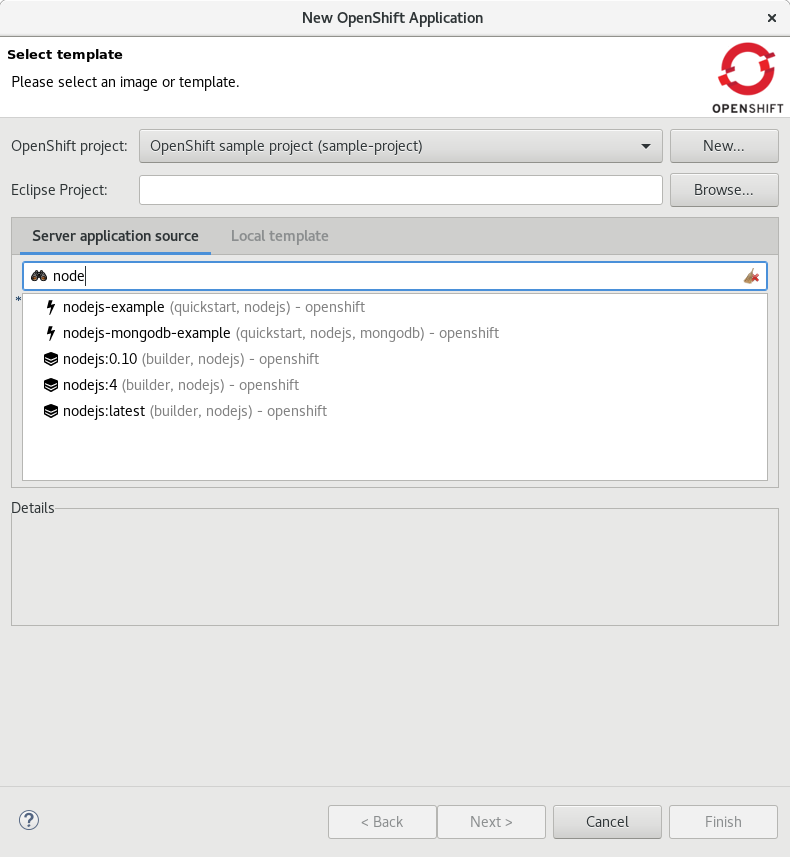 New OpenShift Application ×
Select template
Please select an image or template.
OPENSHIFT
OpenShift project: OpenShift sample project (sample-project) New...
Eclipse Project: Browse...
Server application source Local template
node
*
nodejs-example (quickstart, nodejs) - openshift
nodejs-mongodb-example (quickstart, nodejs, mongodb) - openshift
nodejs:0.10 (builder, nodejs) - openshift
nodejs:4 (builder, nodejs) - openshift
nodejs:latest (builder, nodejs) - openshift
Details
? < Back Next > Cancel Finish